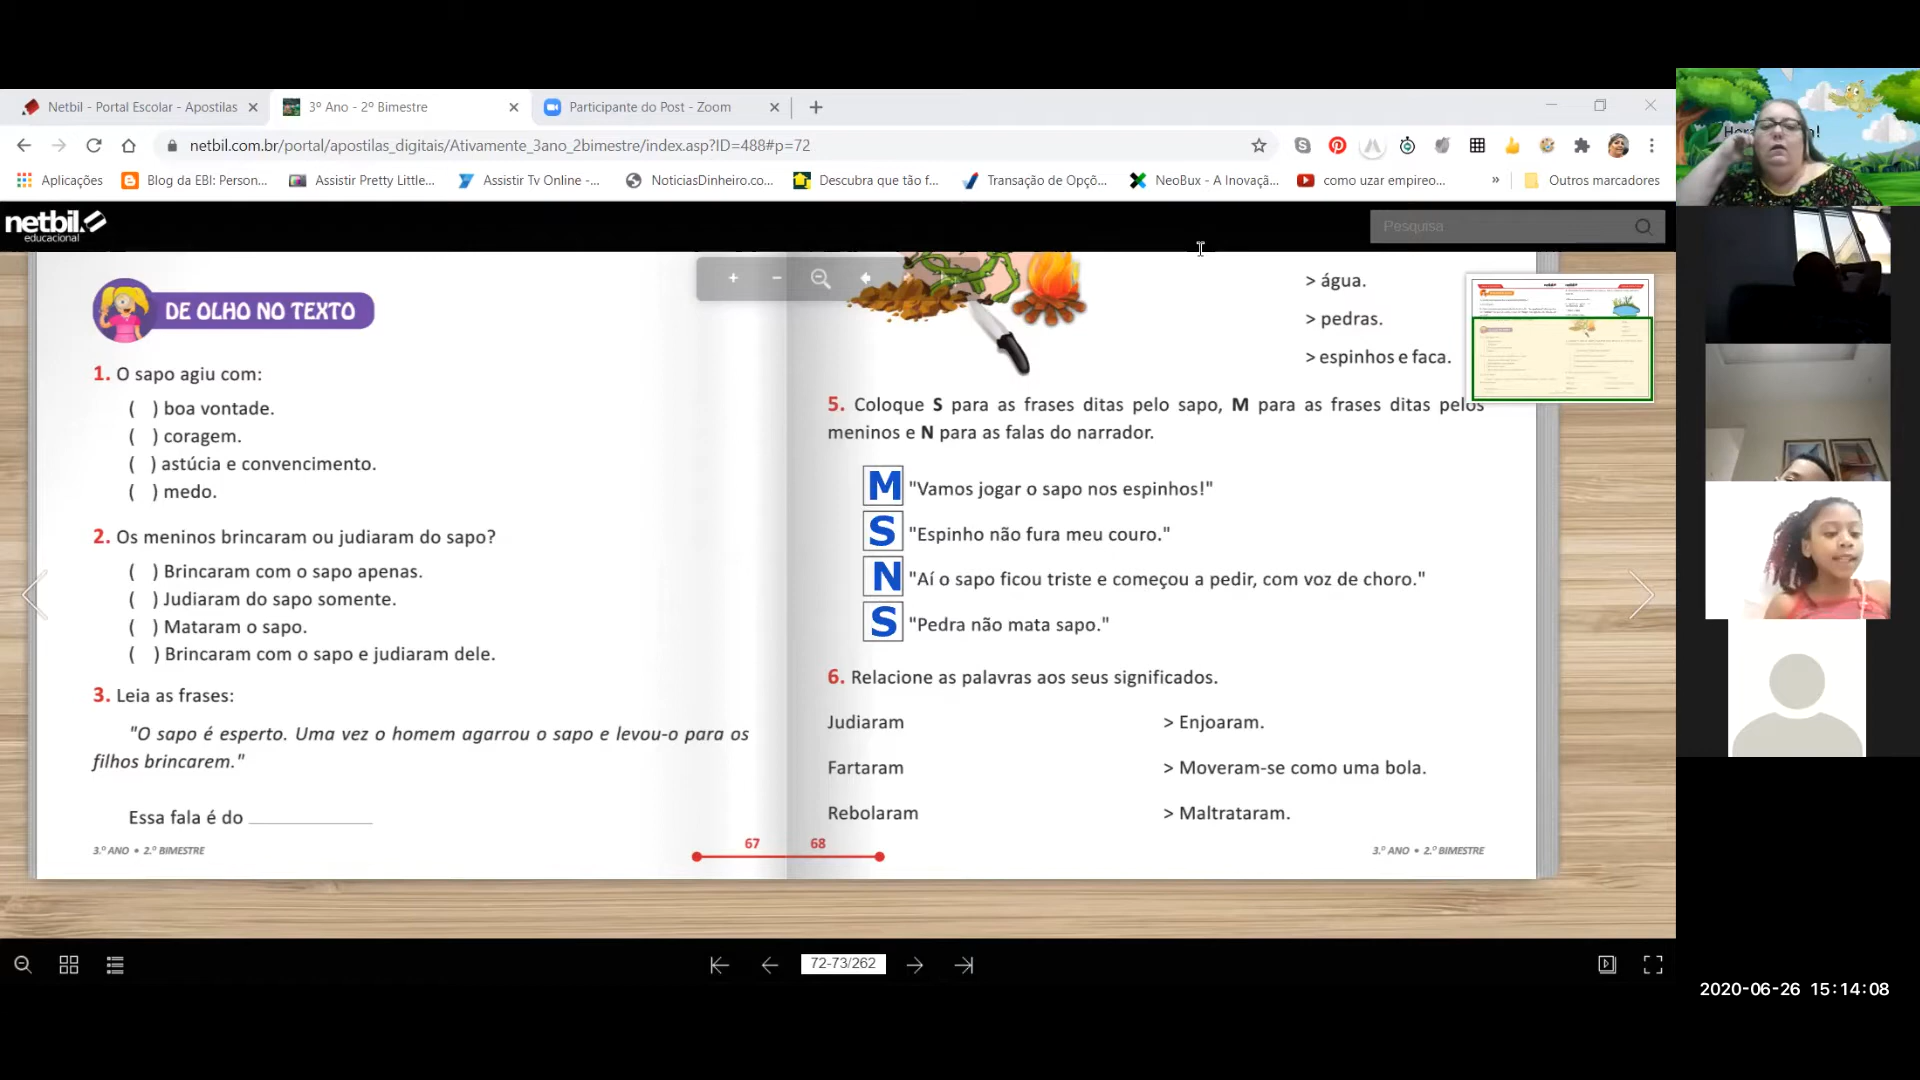 Netbil - Portal Escolar - Apostilas
3º Ano - 2º Bimestre
Participante do Post - Zoom
netbil.com.br/portal/apostilas_digitais/Ativamente_3ano_2bimestre/index.asp?ID=488#p=72
Aplicações
Blog da EBI: Person...
Assistir Pretty Little...
Assistir Tv Online -...
NoticiasDinheiro.co...
Descubra que tão f...
Transação de Opçõ...
NeoBux - A Inovaçã...
como uzar empireo...
»
Outros marcadores
netbil
educacional
Pesquisa
DE OLHO NO TEXTO
1. O sapo agiu com:
( ) boa vontade.
( ) coragem.
( ) astúcia e convencimento.
( ) medo.
2. Os meninos brincaram ou judiaram do sapo?
( ) Brincaram com o sapo apenas.
( ) Judiaram do sapo somente.
( ) Mataram o sapo.
( ) Brincaram com o sapo e judiaram dele.
3. Leia as frases:
"O sapo é esperto. Uma vez o homem agarrou o sapo e levou-o para os
filhos brincarem."
Essa fala é do ____________
3.º ANO • 2.º BIMESTRE
67
> água.
> pedras.
> espinhos e faca.
5. Coloque S para as frases ditas pelo sapo, M para as frases ditas pelos
meninos e N para as falas do narrador.
M "Vamos jogar o sapo nos espinhos!"
S "Espinho não fura meu couro."
N "Aí o sapo ficou triste e começou a pedir, com voz de choro."
S "Pedra não mata sapo."
6. Relacione as palavras aos seus significados.
Judiaram > Enjoaram.
Fartaram > Moveram-se como uma bola.
Rebolaram > Maltrataram.
68
3.º ANO • 2.º BIMESTRE
72-73/262
2020-06-26 15:14:08